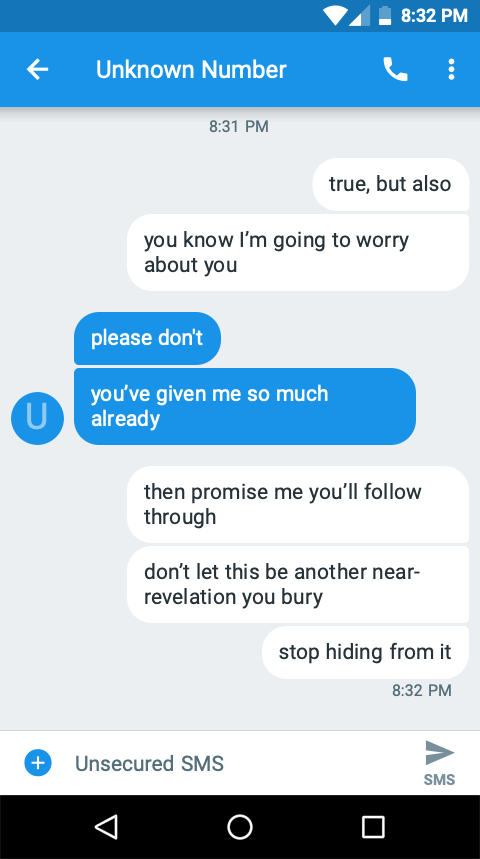 8:32 PM
Unknown Number
8:31 PM
true, but also
you know I’m going to worry
about you
please don't
you’ve given me so much
already
U
then promise me you’ll follow
through
don’t let this be another near-
revelation you bury
stop hiding from it
8:32 PM
Unsecured SMS
SMS